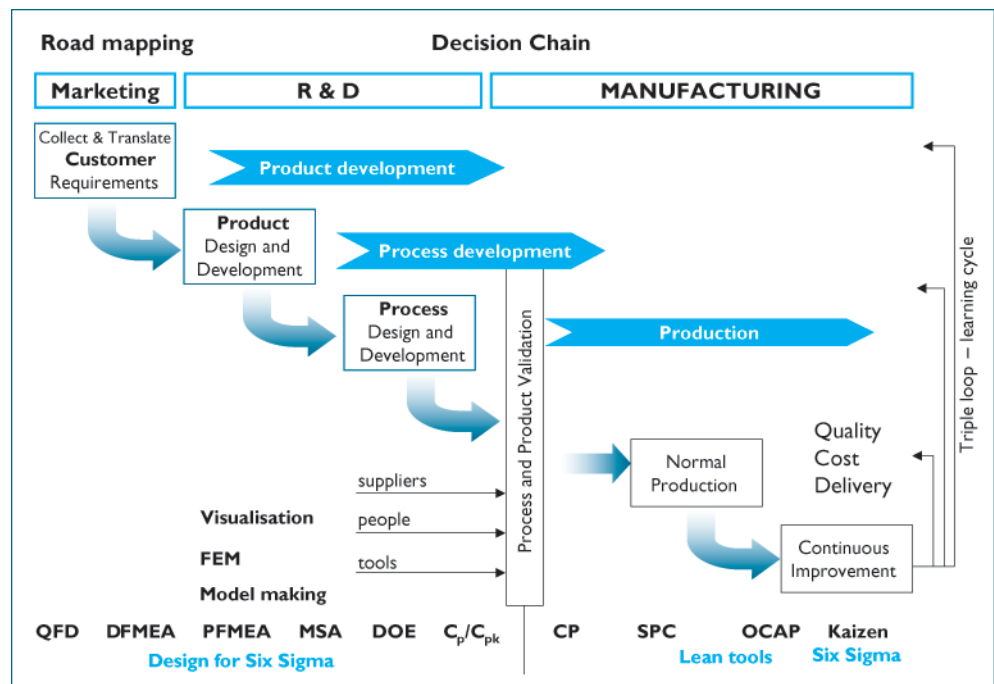 Road mapping
Decision Chain
Marketing
R & D
MANUFACTURING
Collect & Translate
Customer
Requirements
Product development
Product
Design and
Development
Process development
Process
Design and
Development
Production
Process and Product Validation
Triple loop – learning cycle
Quality
Cost
Delivery
Normal
Production
suppliers
Visualisation
people
FEM
tools
Continuous
Improvement
Model making
QFD DFMEA PFMEA MSA DOE Cp/Cpk CP SPC OCAP Kaizen
Design for Six Sigma
Lean tools
Six Sigma